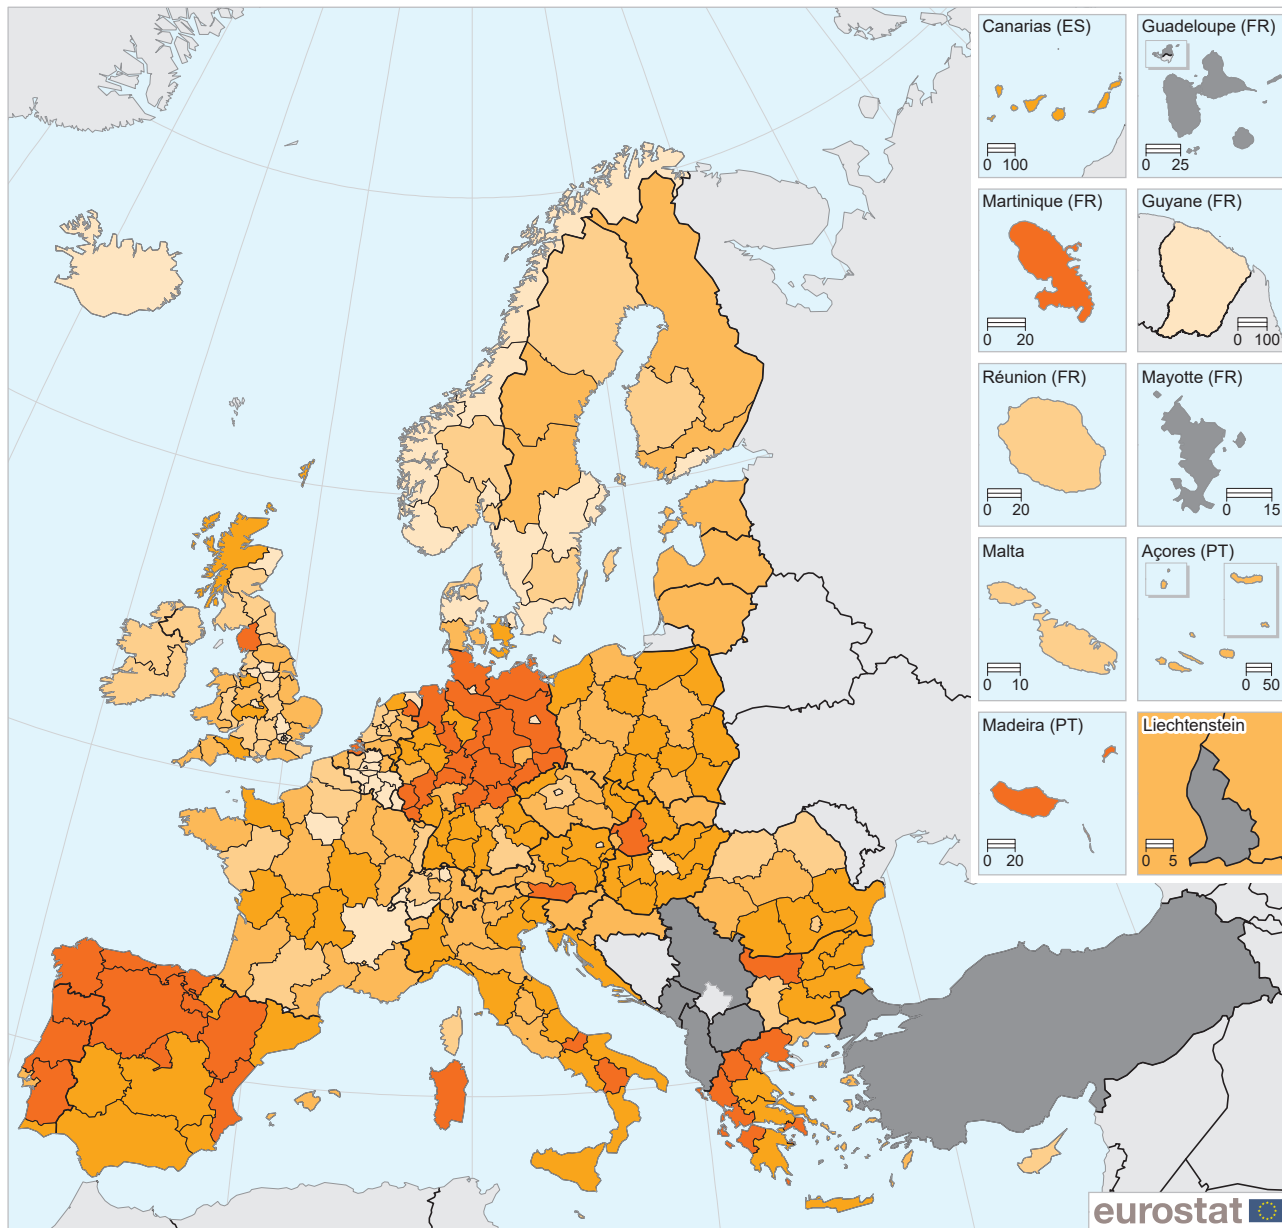 Canarias (ES)
0 100
Guadeloupe (FR)
0 25
Martinique (FR)
0 20
Guyane (FR)
0 100
Réunion (FR)
0 20
Mayotte (FR)
0 15
Malta
0 10
Açores (PT)
0 50
Madeira (PT)
0 20
Liechtenstein
0 5
eurostat